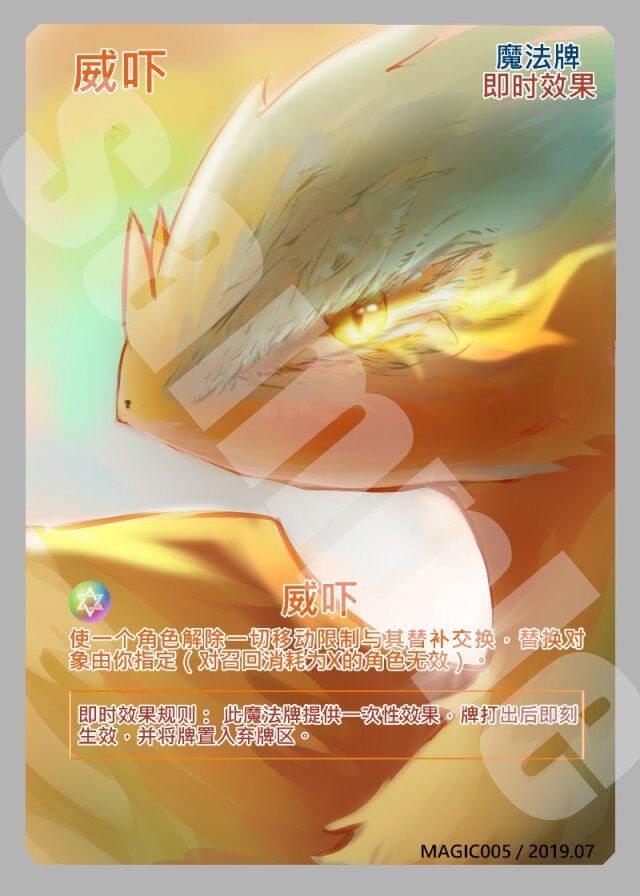 威吓
魔法牌
即时效果
Sample
威吓
使一个角色解除一切移动限制与其替补交换，替换对
象由你指定（对召回消耗为X的角色无效）。
即时效果规则： 此魔法牌提供一次性效果，牌打出后即刻
生效，并将牌置入弃牌区。
MAGIC005 / 2019.07